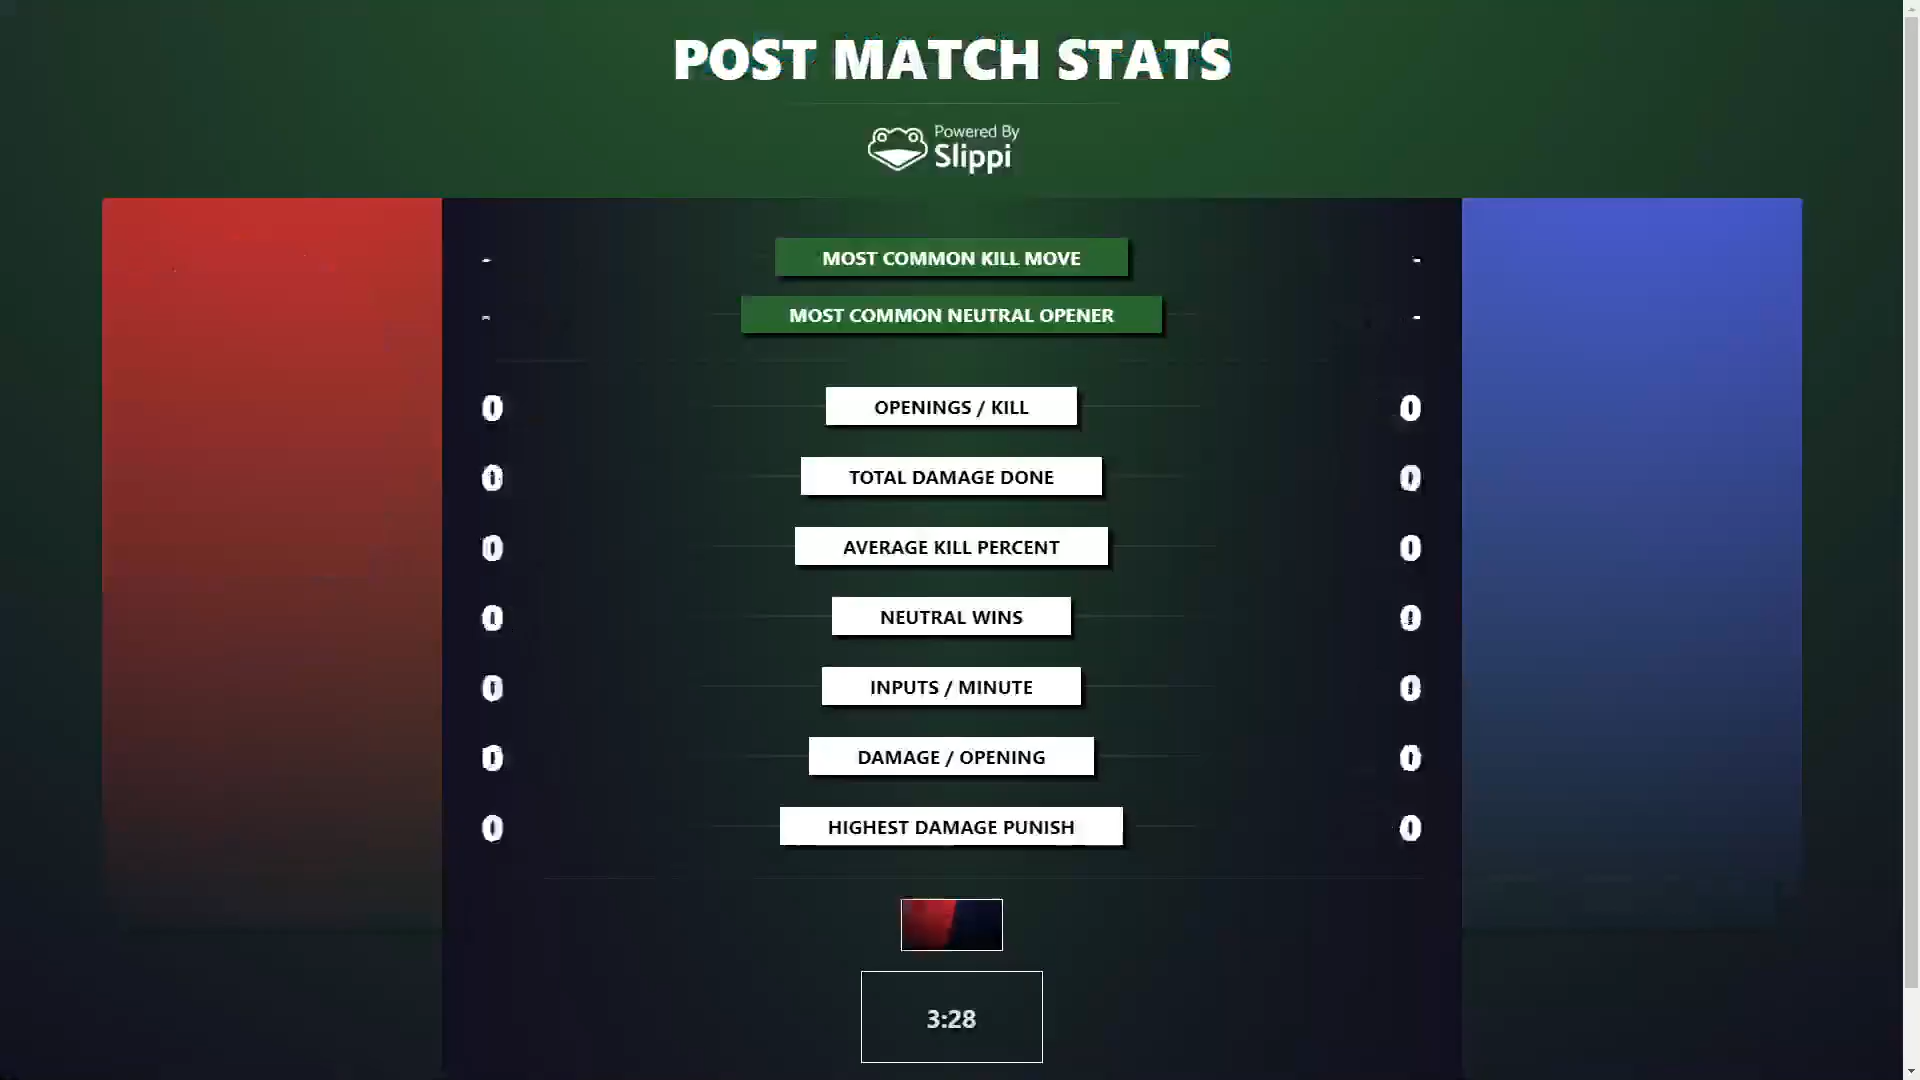 POST MATCH STATS
Powered By
Slippi
- MOST COMMON KILL MOVE -
- MOST COMMON NEUTRAL OPENER -
0 OPENINGS / KILL 0
0 TOTAL DAMAGE DONE 0
0 AVERAGE KILL PERCENT 0
0 NEUTRAL WINS 0
0 INPUTS / MINUTE 0
0 DAMAGE / OPENING 0
0 HIGHEST DAMAGE PUNISH 0
3:28